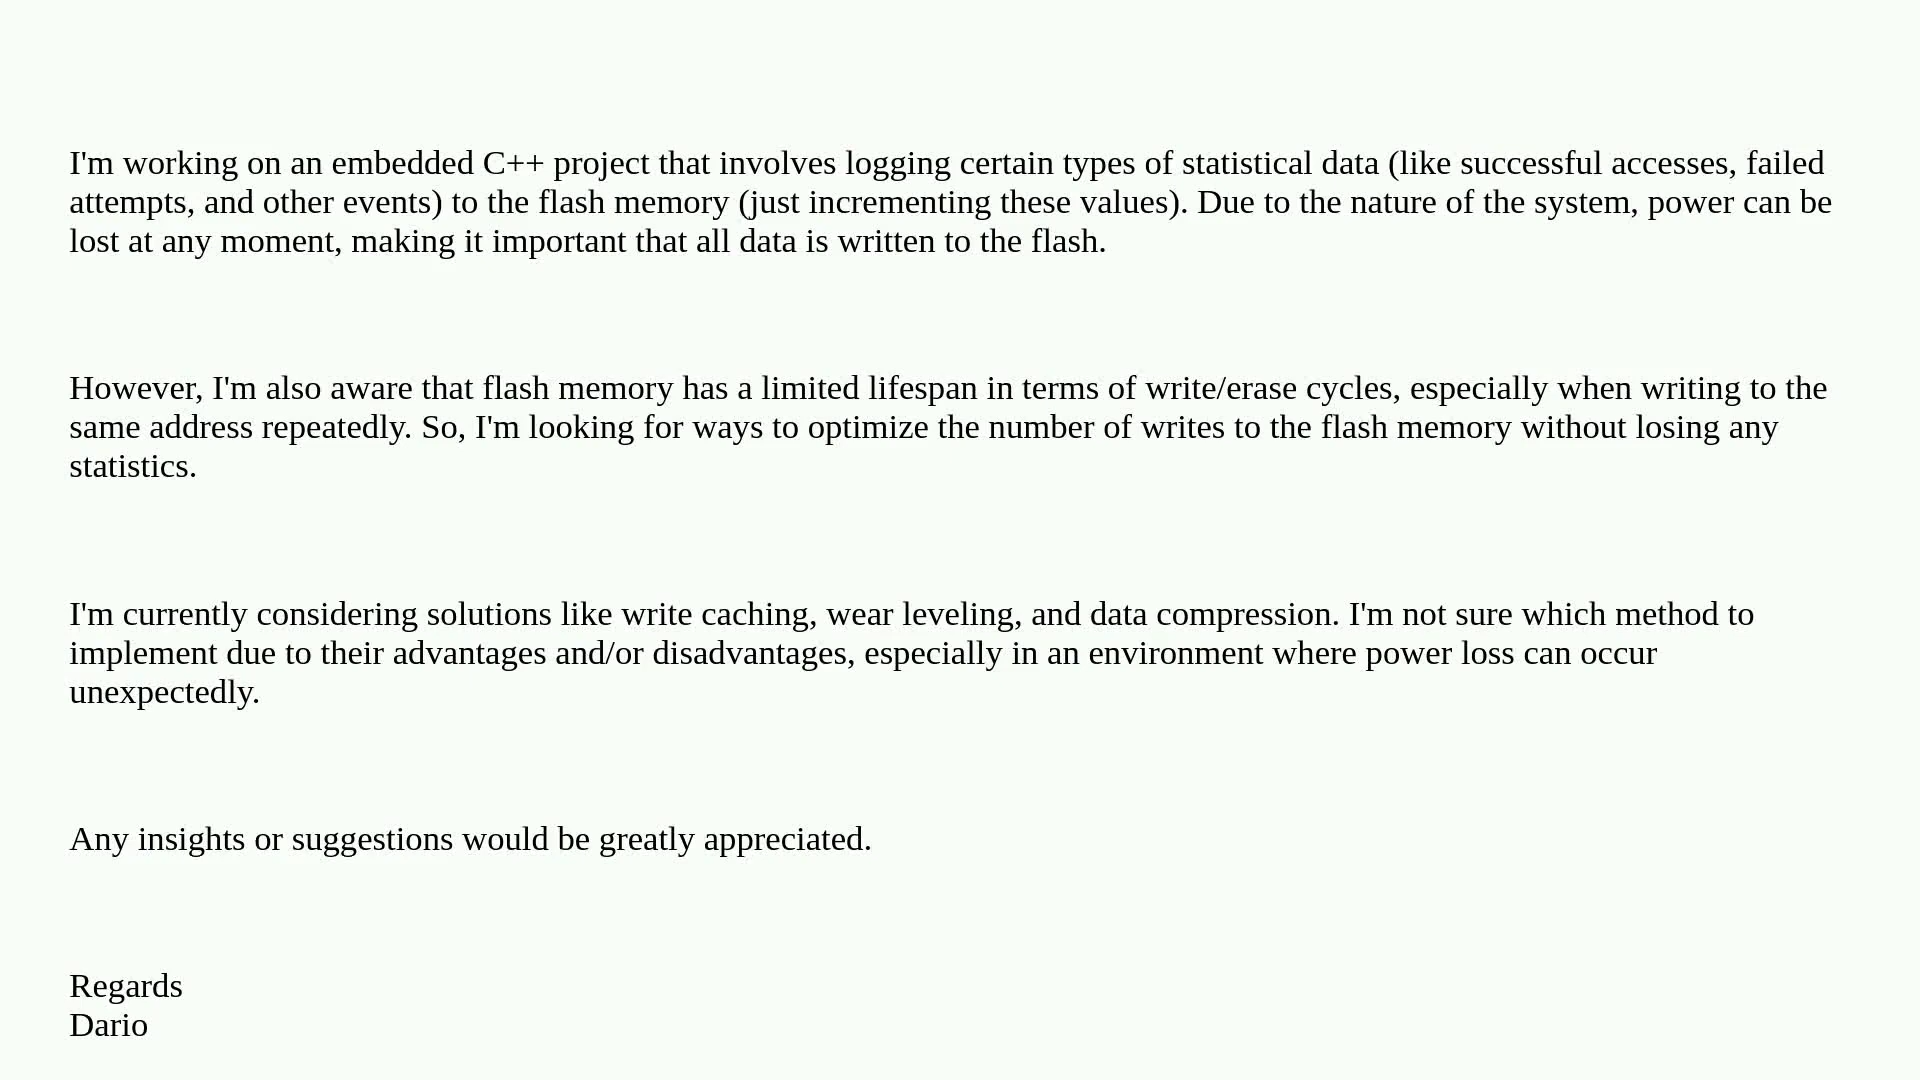 I'm working on an embedded C++ project that involves logging certain types of statistical data (like successful accesses, failed
attempts, and other events) to the flash memory (just incrementing these values). Due to the nature of the system, power can be
lost at any moment, making it important that all data is written to the flash.
However, I'm also aware that flash memory has a limited lifespan in terms of write/erase cycles, especially when writing to the
same address repeatedly. So, I'm looking for ways to optimize the number of writes to the flash memory without losing any
statistics.
I'm currently considering solutions like write caching, wear leveling, and data compression. I'm not sure which method to
implement due to their advantages and/or disadvantages, especially in an environment where power loss can occur
unexpectedly.
Any insights or suggestions would be greatly appreciated.
Regards
Dario